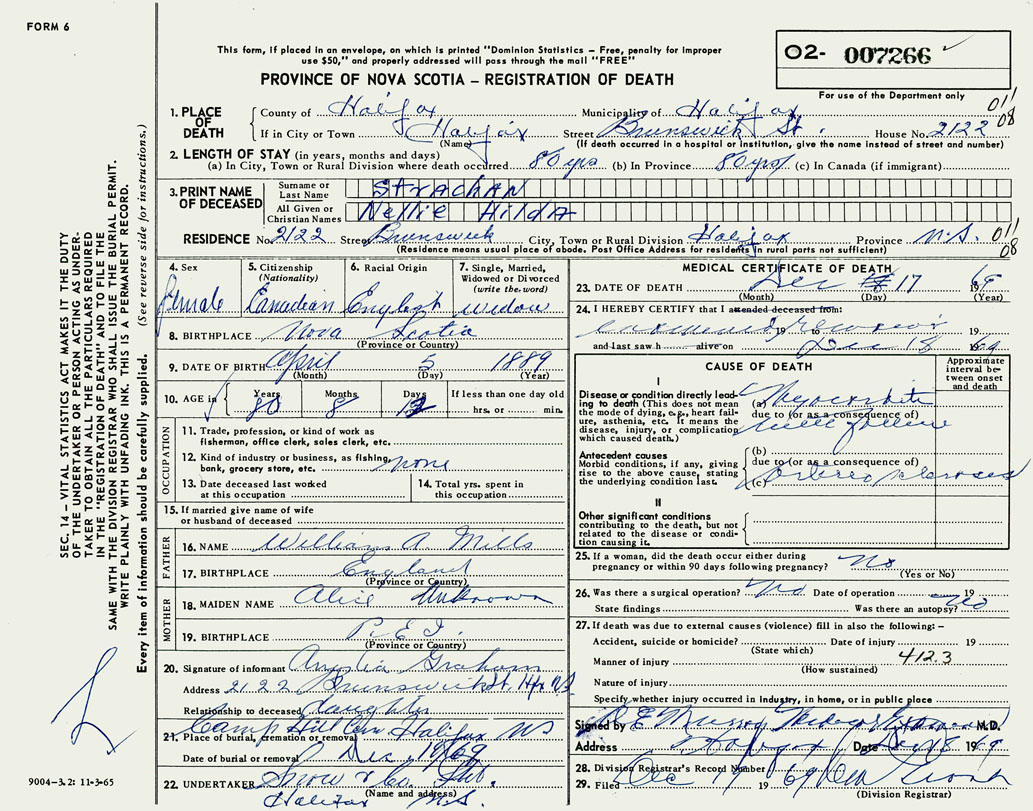 FORM 6
This form, if placed in an envelope, on which is printed "Dominion Statistics – Free, penalty for improper
use $50," and properly addressed will pass through the mail "FREE"
PROVINCE OF NOVA SCOTIA – REGISTRATION OF DEATH
O2- 007266
For use of the Department only
011
08
1. PLACE OF DEATH
County of Halifax Municipality of Halifax
If in City or Town Halifax Street Brunswick St. House No. 2122
(Name) (If death occurred in a hospital or institution, give the name instead of street and number)
2. LENGTH OF STAY (in years, months and days)
(a) In City, Town or Rural Division where death occurred 80 yrs (b) In Province 80 yrs (c) In Canada (if immigrant)
3. PRINT NAME OF DECEASED
Surname or Last Name Strachan
All Given or Christian Names Nellie Hilda
RESIDENCE No. 2122 Street Brunswick City, Town or Rural Division Halifax Province N.S. 011
08
(Residence means usual place of abode. Post Office Address for residents in rural parts not sufficient)
4. Sex Female
5. Citizenship (Nationality) Canadian
6. Racial Origin English
7. Single, Married, Widowed or Divorced (write the word) widow
8. BIRTHPLACE Nova Scotia
(Province or Country)
9. DATE OF BIRTH April 5 1889
(Month) (Day) (Year)
10. AGE in Years 80 Months 8 Days 12 If less than one day old hrs. or min.
OCCUPATION
11. Trade, profession, or kind of work as
fisherman, office clerk, sales clerk, etc.
12. Kind of industry or business, as fishing,
bank, grocery store, etc. none
13. Date deceased last worked
at this occupation
14. Total yrs. spent in
this occupation
15. If married give name of wife
or husband of deceased
FATHER
16. NAME William A Mills
17. BIRTHPLACE England
(Province or Country)
MOTHER
18. MAIDEN NAME Alice Unknown
19. BIRTHPLACE P.E.I.
(Province or Country)
20. Signature of informant Graham
Address 2122 Brunswick St. Hfx NS
Relationship to deceased daughter
21. Place of burial, cremation or removal Camp Hill Cem Halifax NS
Date of burial or removal Dec 19/69
22. UNDERTAKER Snow & Co. Ltd.
(Name and address)
Halifax N.S.
MEDICAL CERTIFICATE OF DEATH
23. DATE OF DEATH Dec 17 1969
(Month) (Day) (Year)
24. I HEREBY CERTIFY that I attended deceased from:
19 19
and last saw h alive on Dec 18 1969
CAUSE OF DEATH
Approximate interval between onset and death
I
Disease or condition directly leading to death (This does not mean the mode of dying, e.g., heart failure, asthenia, etc. It means the disease, injury, or complication which caused death.)
(a) Myocarditis
due to (or as a consequence of)
with failure
Antecedent causes
Morbid conditions, if any, giving rise to the above cause, stating the underlying condition last.
(b)
due to (or as a consequence of)
(c)
II
Other significant conditions
contributing to the death, but not related to the disease or condition causing it.
25. If a woman, did the death occur either during
pregnancy or within 90 days following pregnancy? No
(Yes or No)
26. Was there a surgical operation? No Date of operation 19
State findings Was there an autopsy? No
27. If death was due to external causes (violence) fill in also the following: –
Accident, suicide or homicide? Date of injury 19
(State which)
Manner of injury 412.3
(How sustained)
Nature of injury
Specify whether injury occurred in industry, in home, or in public place
Signed by M.D.
Address Halifax Date Dec 18 1969
28. Division Registrar's Record Number
29. Filed Dec 19 69
(Division Registrar)
SEC. 14 – VITAL STATISTICS ACT MAKES IT THE DUTY
OF THE UNDERTAKER OR PERSON ACTING AS UNDER-
TAKER TO OBTAIN ALL THE PARTICULARS REQUIRED
IN THE "REGISTRATION OF DEATH" AND TO FILE THE
SAME WITH THE DIVISION REGISTRAR WHO SHALL ISSUE THE BURIAL PERMIT.
WRITE PLAINLY WITH UNFADING INK. THIS IS A PERMANENT RECORD.
Every item of information should be carefully supplied. (See reverse side for instructions.)
9004–3.2: 11-3-65